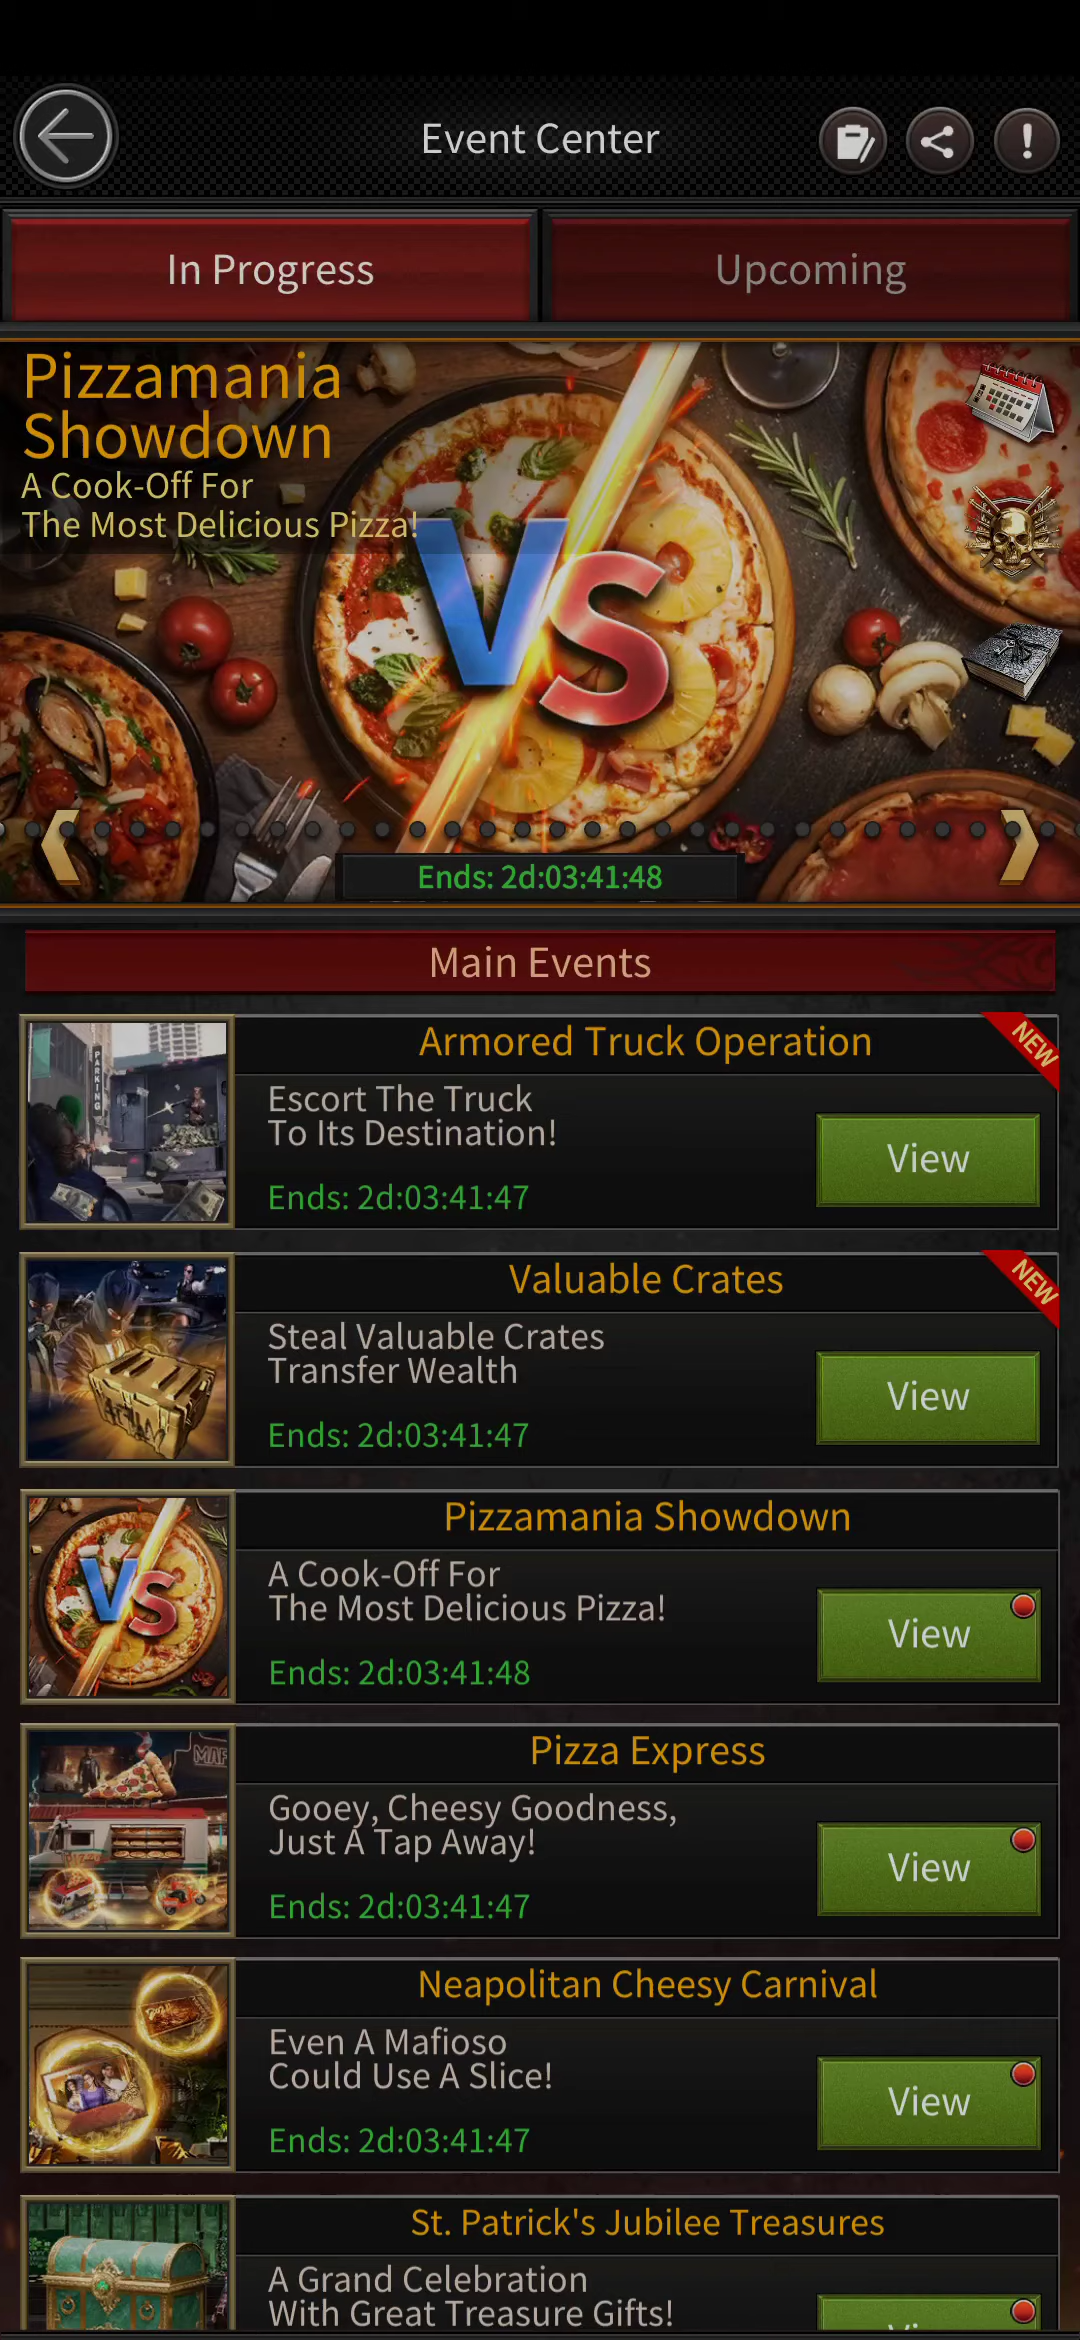 Event Center
In Progress
Upcoming
Pizzamania
Showdown
A Cook-Off For
The Most Delicious Pizza!
VS
Ends: 2d:03:41:48
Main Events
Armored Truck Operation
NEW
PARKING
Escort The Truck
To Its Destination!
View
Ends: 2d:03:41:47
Valuable Crates
NEW
Steal Valuable Crates
Transfer Wealth
View
Ends: 2d:03:41:47
Pizzamania Showdown
VS
A Cook-Off For
The Most Delicious Pizza!
View
Ends: 2d:03:41:48
Pizza Express
MAF
Gooey, Cheesy Goodness,
Just A Tap Away!
View
Ends: 2d:03:41:47
Neapolitan Cheesy Carnival
Even A Mafioso
Could Use A Slice!
View
Ends: 2d:03:41:47
St. Patrick's Jubilee Treasures
A Grand Celebration
With Great Treasure Gifts!